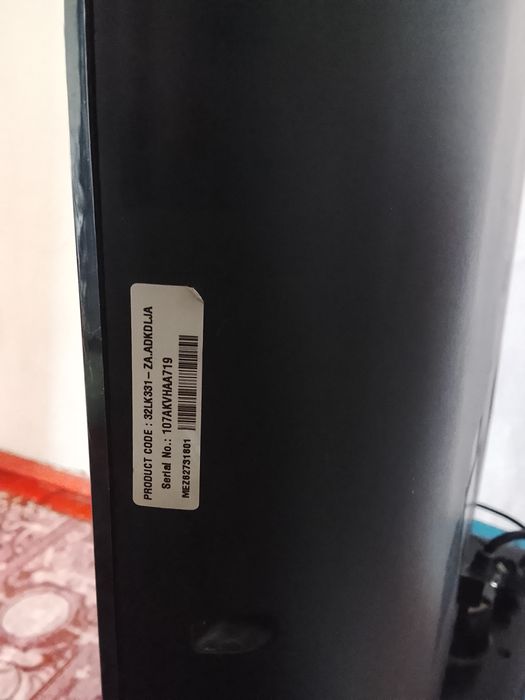 PRODUCT CODE : 32LK331-ZA.ADKDLJA
Serial No.: 107AKVHAA719
MEZ62731601